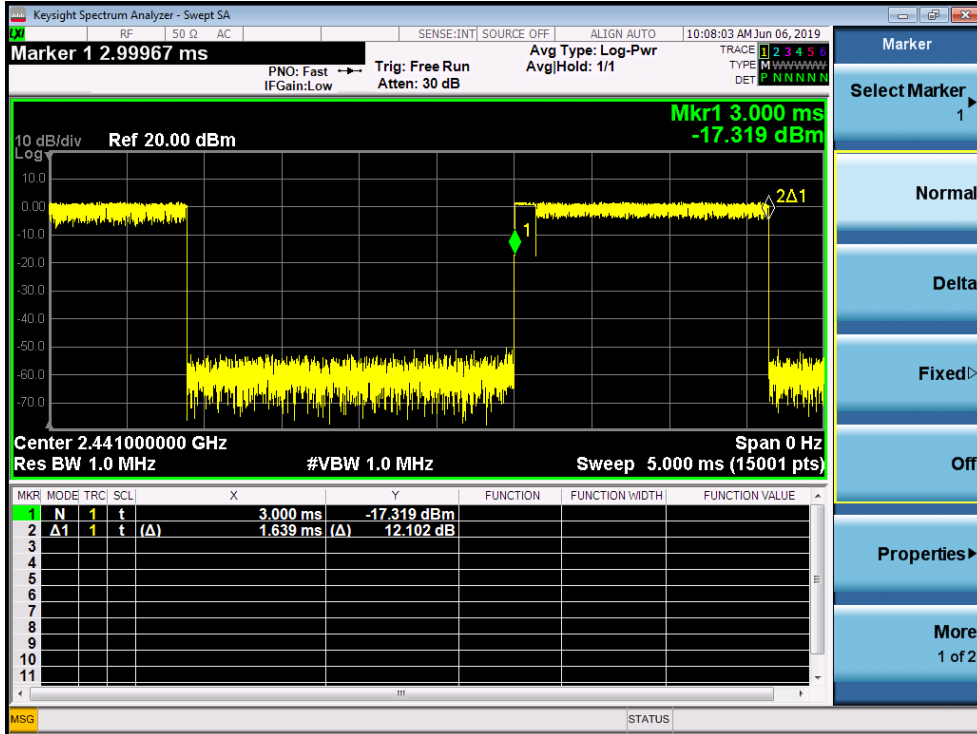 Keysight Spectrum Analyzer - Swept SA
LXI RF 50 Ω AC SENSE:INT SOURCE OFF ALIGN AUTO 10:08:03 AM Jun 06, 2019
Marker 1 2.99967 ms
PNO: Fast
IFGain:Low
Trig: Free Run
Atten: 30 dB
Avg Type: Log-Pwr
Avg|Hold: 1/1
TRACE 1 2 3 4 5 6
TYPE M WWWWW
DET P N N N N N
Mkr1 3.000 ms
-17.319 dBm
10 dB/div Ref 20.00 dBm
Log
10.0
0.00
-10.0
-20.0
-30.0
-40.0
-50.0
-60.0
-70.0
1
2Δ1
Center 2.441000000 GHz Span 0 Hz
Res BW 1.0 MHz #VBW 1.0 MHz Sweep 5.000 ms (15001 pts)
MKR MODE TRC SCL X Y FUNCTION FUNCTION WIDTH FUNCTION VALUE
1 N 1 t 3.000 ms -17.319 dBm
2 Δ1 1 t (Δ) 1.639 ms (Δ) 12.102 dB
3
4
5
6
7
8
9
10
11
MSG STATUS
Marker
Select Marker
1
Normal
Delta
Fixed
Off
Properties
More
1 of 2